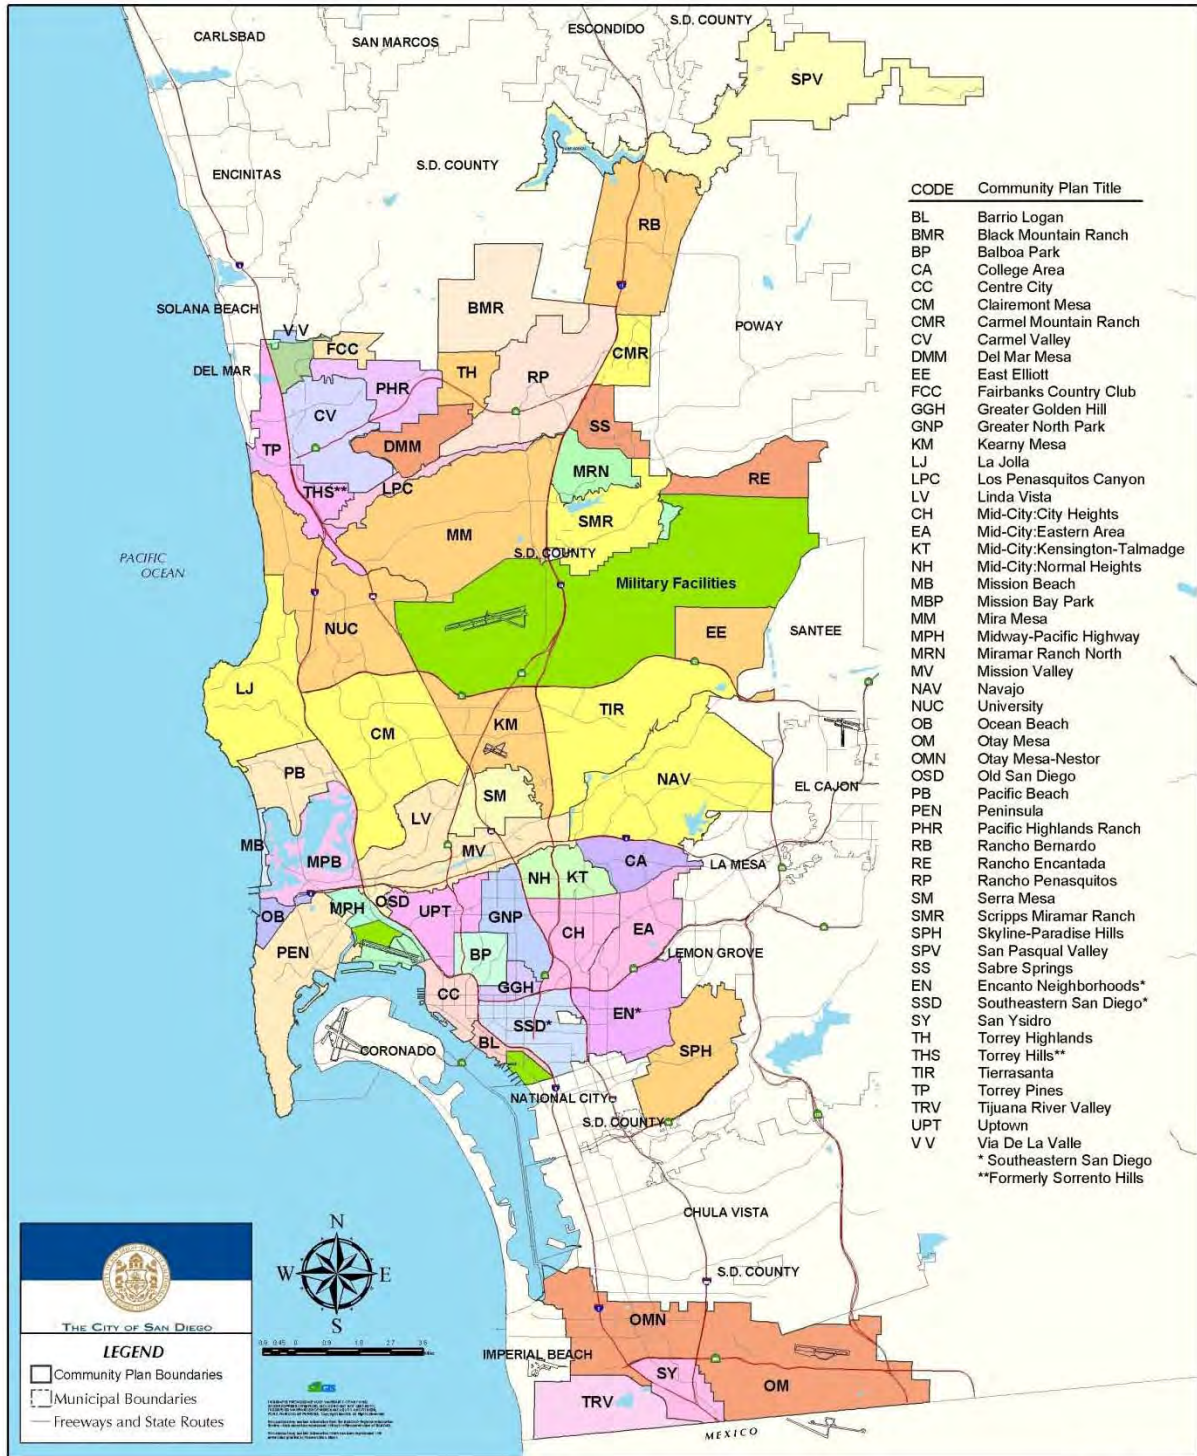 CARLSBAD
SAN MARCOS
ESCONDIDO
S.D. COUNTY
SPV
S.D. COUNTY
ENCINITAS
RB
SOLANA BEACH
BMR
POWAY
V V
FCC
CMR
DEL MAR
TH
RP
PHR
CV
SS
DMM
TP
MRN
RE
THS**
LPC
SMR
MM
S.D. COUNTY
PACIFIC
OCEAN
Military Facilities
NUC
EE
SANTEE
LJ
TIR
KM
CM
PB
NAV
EL CAJON
SM
LV
MB
MPB
MV
CA
LA MESA
NH
KT
OSD
MPH
UPT
OB
GNP
CH
EA
PEN
BP
LEMON GROVE
GGH
CC
EN*
SSD*
BL
SPH
CORONADO
NATIONAL CITY
S.D. COUNTY
CHULA VISTA
S.D. COUNTY
OMN
IMPERIAL BEACH
SY
OM
TRV
MEXICO
CODE Community Plan Title
BL Barrio Logan
BMR Black Mountain Ranch
BP Balboa Park
CA College Area
CC Centre City
CM Clairemont Mesa
CMR Carmel Mountain Ranch
CV Carmel Valley
DMM Del Mar Mesa
EE East Elliott
FCC Fairbanks Country Club
GGH Greater Golden Hill
GNP Greater North Park
KM Kearny Mesa
LJ La Jolla
LPC Los Penasquitos Canyon
LV Linda Vista
CH Mid-City:City Heights
EA Mid-City:Eastern Area
KT Mid-City:Kensington-Talmadge
NH Mid-City:Normal Heights
MB Mission Beach
MBP Mission Bay Park
MM Mira Mesa
MPH Midway-Pacific Highway
MRN Miramar Ranch North
MV Mission Valley
NAV Navajo
NUC University
OB Ocean Beach
OM Otay Mesa
OMN Otay Mesa-Nestor
OSD Old San Diego
PB Pacific Beach
PEN Peninsula
PHR Pacific Highlands Ranch
RB Rancho Bernardo
RE Rancho Encantada
RP Rancho Penasquitos
SM Serra Mesa
SMR Scripps Miramar Ranch
SPH Skyline-Paradise Hills
SPV San Pasqual Valley
SS Sabre Springs
EN Encanto Neighborhoods*
SSD Southeastern San Diego*
SY San Ysidro
TH Torrey Highlands
THS Torrey Hills**
TIR Tierrasanta
TP Torrey Pines
TRV Tijuana River Valley
UPT Uptown
V V Via De La Valle
* Southeastern San Diego
**Formerly Sorrento Hills
N
W E
S
THE CITY OF SAN DIEGO
LEGEND
Community Plan Boundaries
Municipal Boundaries
Freeways and State Routes